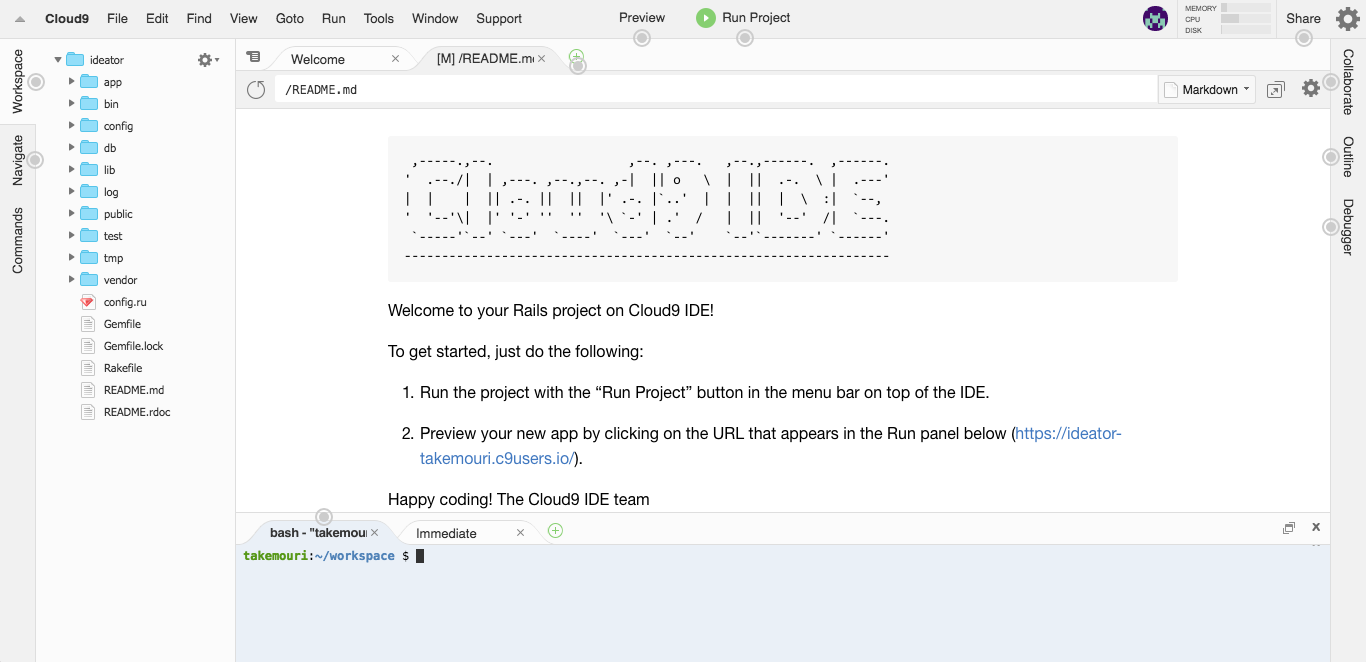 Cloud9 File Edit Find View Goto Run Tools Window Support Preview Run Project MEMORY CPU DISK Share
Workspace
Navigate
Commands
ideator
app
bin
config
db
lib
log
public
test
tmp
vendor
config.ru
Gemfile
Gemfile.lock
Rakefile
README.md
README.rdoc
Welcome × [M] /README.m ×
/README.md Markdown
 ,-----.,--.                  ,--. ,---.   ,--.,------.  ,------.
'  .--./|  | ,---. ,--.,--. ,-|  || o   \  |  ||  .-.  \ |  .---'
|  |    |  || .-. ||  ||  |' .-. |`..'  |  |  ||  |  \  :|  `--, 
'  '--'\|  |' '-' ''  ''  '\ `-' | .'  /   |  ||  '--'  /|  `---.
 `-----'`--' `---'  `----'  `---'  `--'    `--'`-------' `------'
-----------------------------------------------------------------
Welcome to your Rails project on Cloud9 IDE!
To get started, just do the following:
1. Run the project with the “Run Project” button in the menu bar on top of the IDE.
2. Preview your new app by clicking on the URL that appears in the Run panel below (https://ideator-
takemouri.c9users.io/).
Happy coding! The Cloud9 IDE team
bash - "takemou × Immediate ×
takemouri:~/workspace $
Collaborate
Outline
Debugger